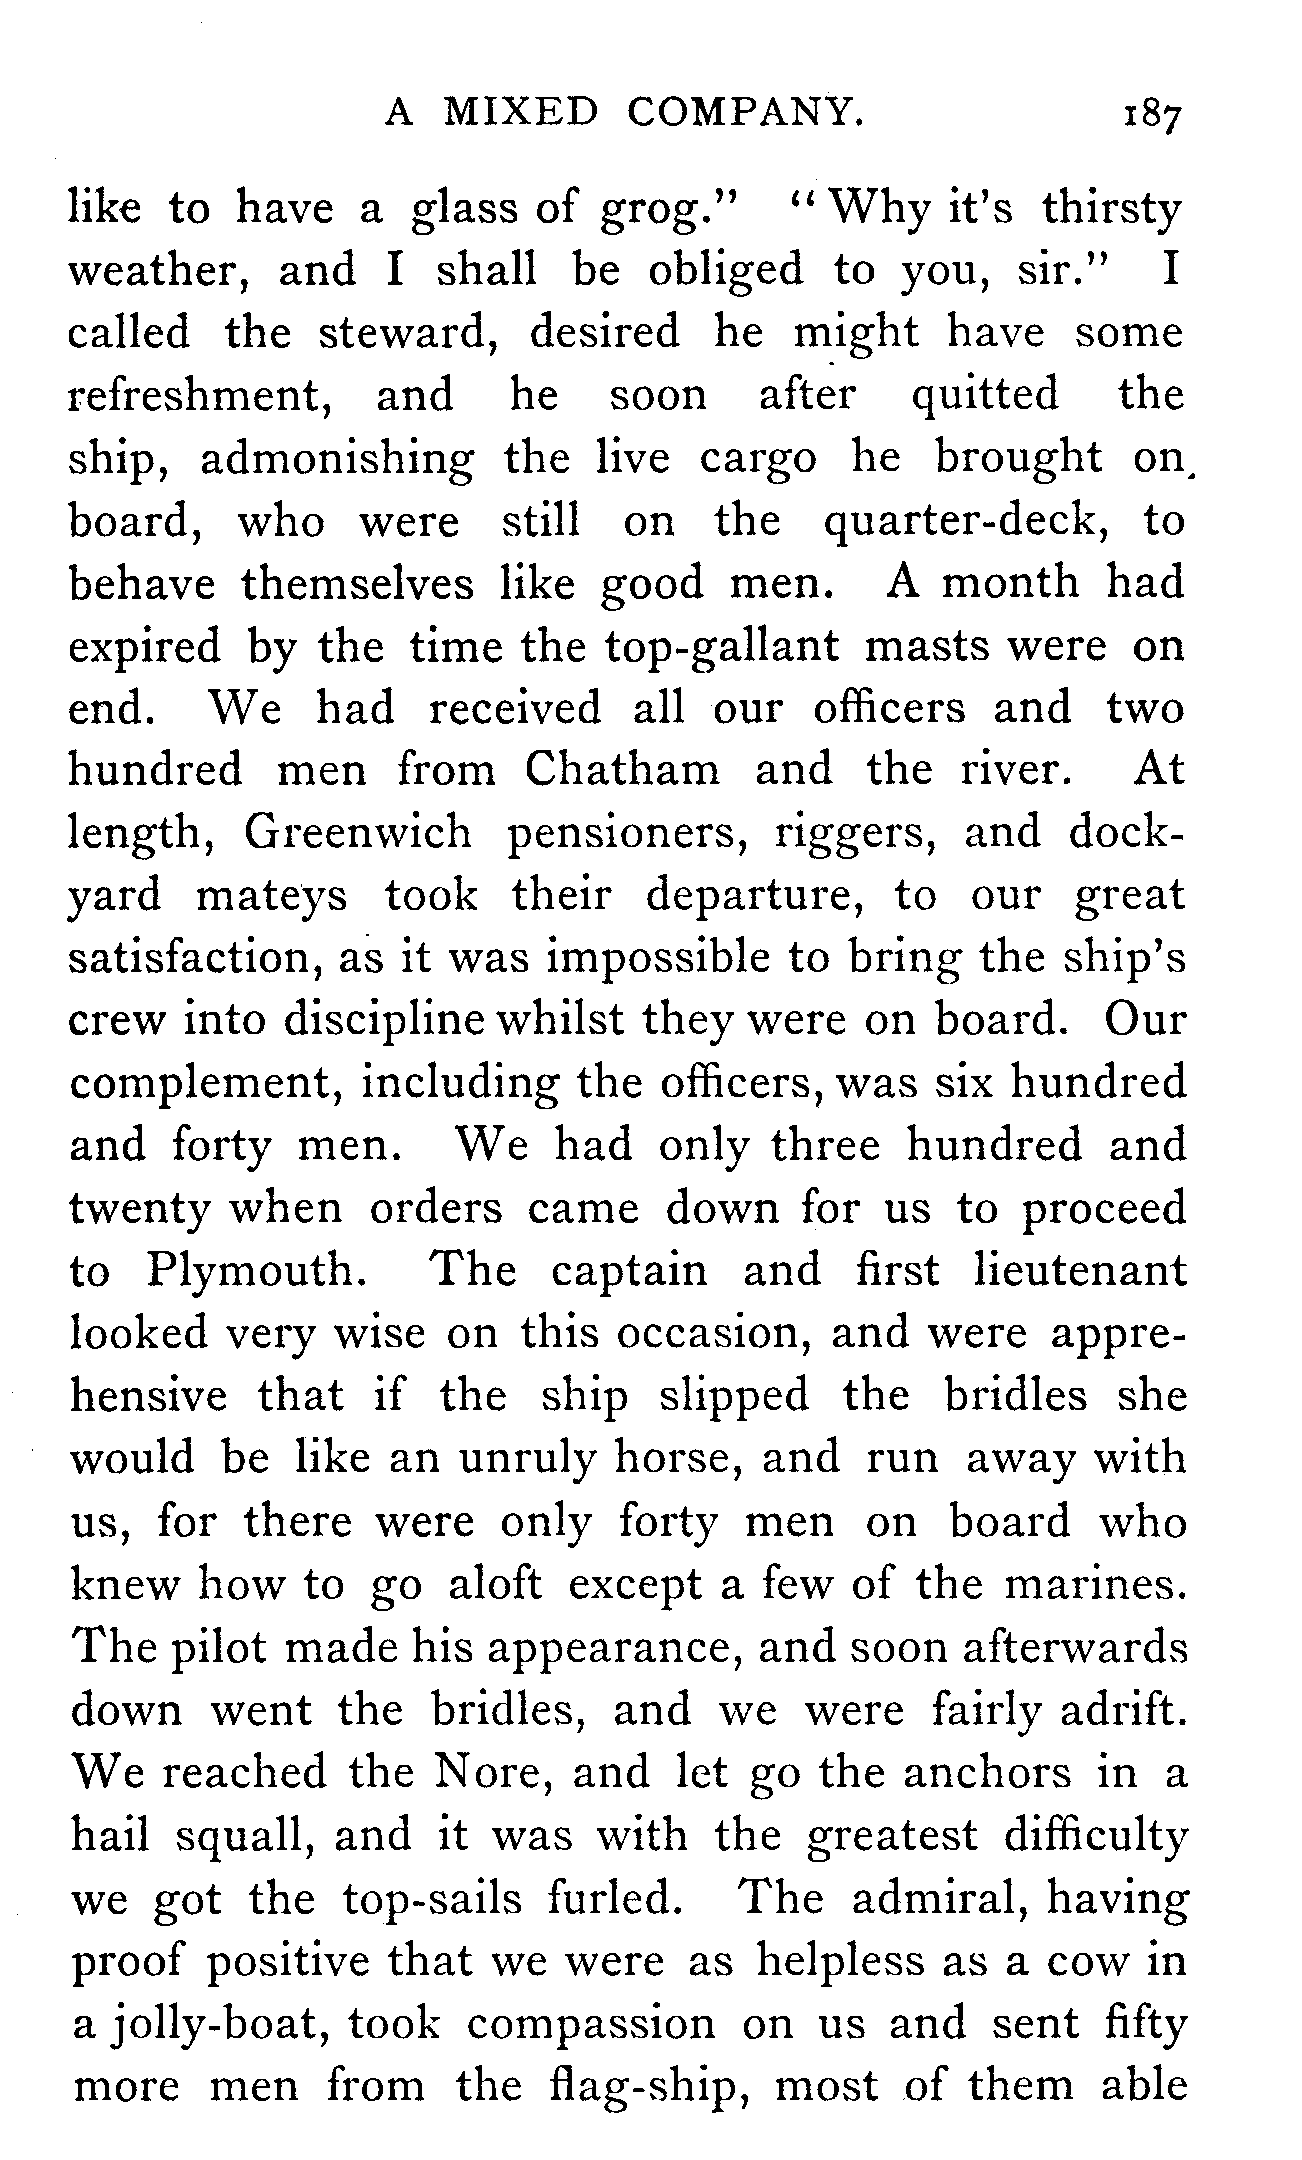 A MIXED COMPANY. 187
like to have a glass of grog." "Why it's thirsty
weather, and I shall be obliged to you, sir." I
called the steward, desired he might have some
refreshment, and he soon after quitted the
ship, admonishing the live cargo he brought on
board, who were still on the quarter-deck, to
behave themselves like good men. A month had
expired by the time the top-gallant masts were on
end. We had received all our officers and two
hundred men from Chatham and the river. At
length, Greenwich pensioners, riggers, and dock-
yard mateys took their departure, to our great
satisfaction, as it was impossible to bring the ship's
crew into discipline whilst they were on board. Our
complement, including the officers, was six hundred
and forty men. We had only three hundred and
twenty when orders came down for us to proceed
to Plymouth. The captain and first lieutenant
looked very wise on this occasion, and were appre-
hensive that if the ship slipped the bridles she
would be like an unruly horse, and run away with
us, for there were only forty men on board who
knew how to go aloft except a few of the marines.
The pilot made his appearance, and soon afterwards
down went the bridles, and we were fairly adrift.
We reached the Nore, and let go the anchors in a
hail squall, and it was with the greatest difficulty
we got the top-sails furled. The admiral, having
proof positive that we were as helpless as a cow in
a jolly-boat, took compassion on us and sent fifty
more men from the flag-ship, most of them able